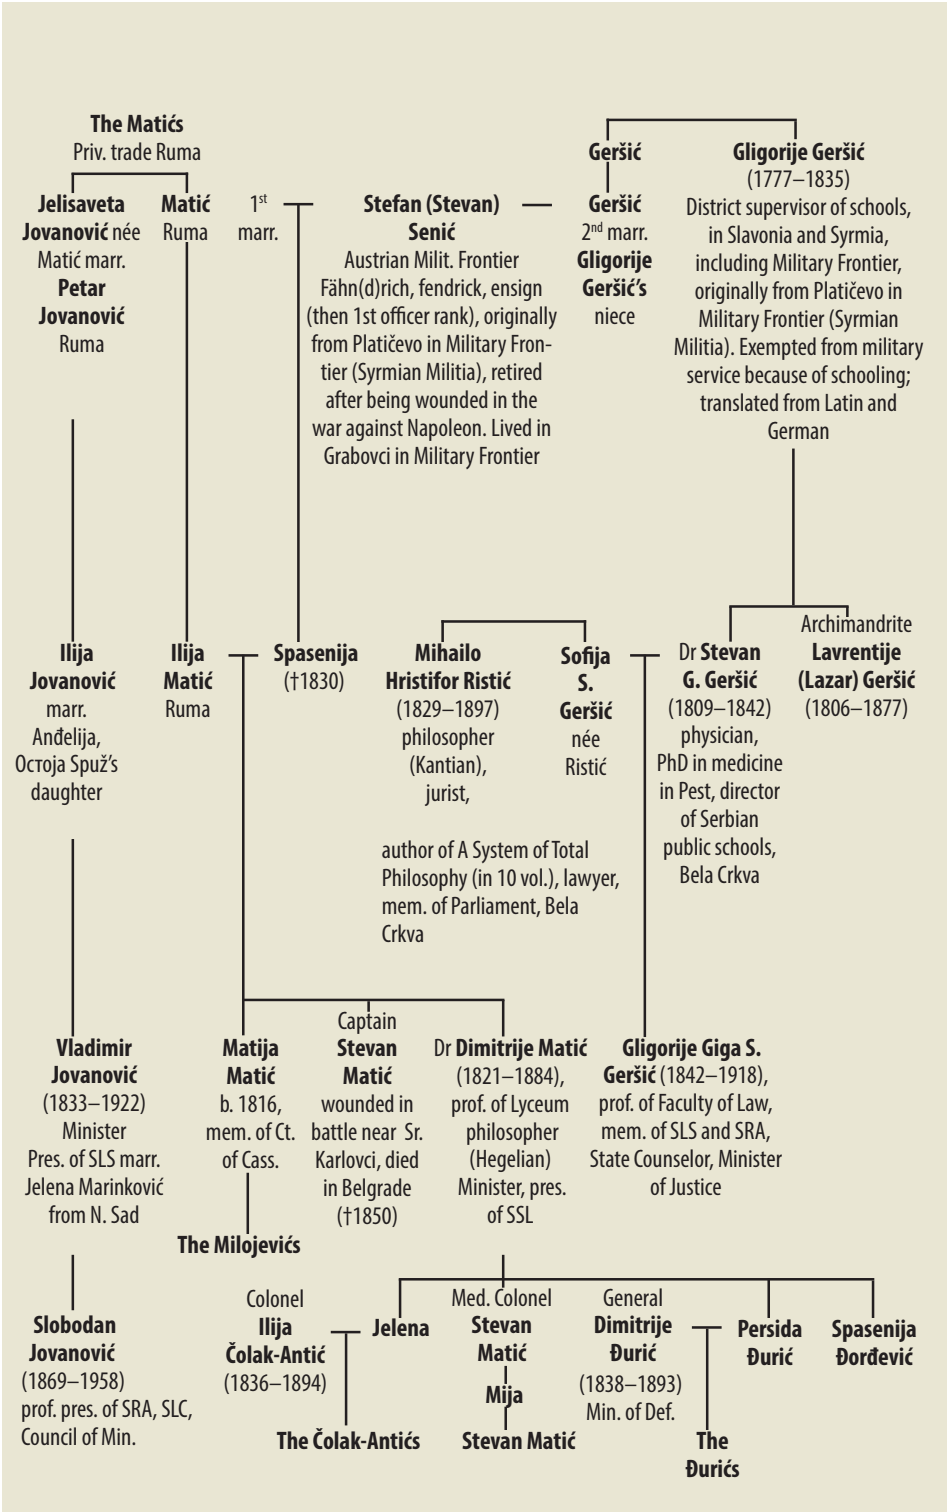 The Matićs
Priv. trade Ruma
Jelisaveta
Jovanović née
Matić marr.
Petar
Jovanović
Ruma
Matić
Ruma
1st
marr.
Stefan (Stevan)
Senić
Austrian Milit. Frontier
Fähn(d)rich, fendrick, ensign
(then 1st officer rank), originally
from Platičevo in Military Fron-
tier (Syrmian Militia), retired
after being wounded in the
war against Napoleon. Lived in
Grabovci in Military Frontier
Geršić
Geršić
2nd marr.
Gligorije
Geršić’s
niece
Gligorije Geršić
(1777–1835)
District supervisor of schools,
in Slavonia and Syrmia,
including Military Frontier,
originally from Platičevo in
Military Frontier (Syrmian
Militia). Exempted from military
service because of schooling;
translated from Latin and
German
Ilija
Jovanović
marr.
Anđelija,
Остоја Spuž’s
daughter
Ilija
Matić
Ruma
Spasenija
(†1830)
Mihailo
Hristifor Ristić
(1829–1897)
philosopher
(Kantian),
jurist,
author of A System of Total
Philosophy (in 10 vol.), lawyer,
mem. of Parliament, Bela
Crkva
Sofija
S.
Geršić
née
Ristić
Dr Stevan
G. Geršić
(1809–1842)
physician,
PhD in medicine
in Pest, director
of Serbian
public schools,
Bela Crkva
Archimandrite
Lavrentije
(Lazar) Geršić
(1806–1877)
Vladimir
Jovanović
(1833–1922)
Minister
Pres. of SLS marr.
Jelena Marinković
from N. Sad
Matija
Matić
b. 1816,
mem. of Ct.
of Cass.
The Milojevićs
Captain
Stevan
Matić
wounded in
battle near Sr.
Karlovci, died
in Belgrade
(†1850)
Dr Dimitrije Matić
(1821–1884),
prof. of Lyceum
philosopher
(Hegelian)
Minister, pres.
of SSL
Gligorije Giga S.
Geršić (1842–1918),
prof. of Faculty of Law,
mem. of SLS and SRA,
State Counselor, Minister
of Justice
Slobodan
Jovanović
(1869–1958)
prof. pres. of SRA, SLC,
Council of Min.
Colonel
Ilija
Čolak-Antić
(1836–1894)
Jelena
The Čolak-Antićs
Med. Colonel
Stevan
Matić
Mija
Stevan Matić
General
Dimitrije
Đurić
(1838–1893)
Min. of Def.
Persida
Đurić
The
Đurićs
Spasenija
Đorđević